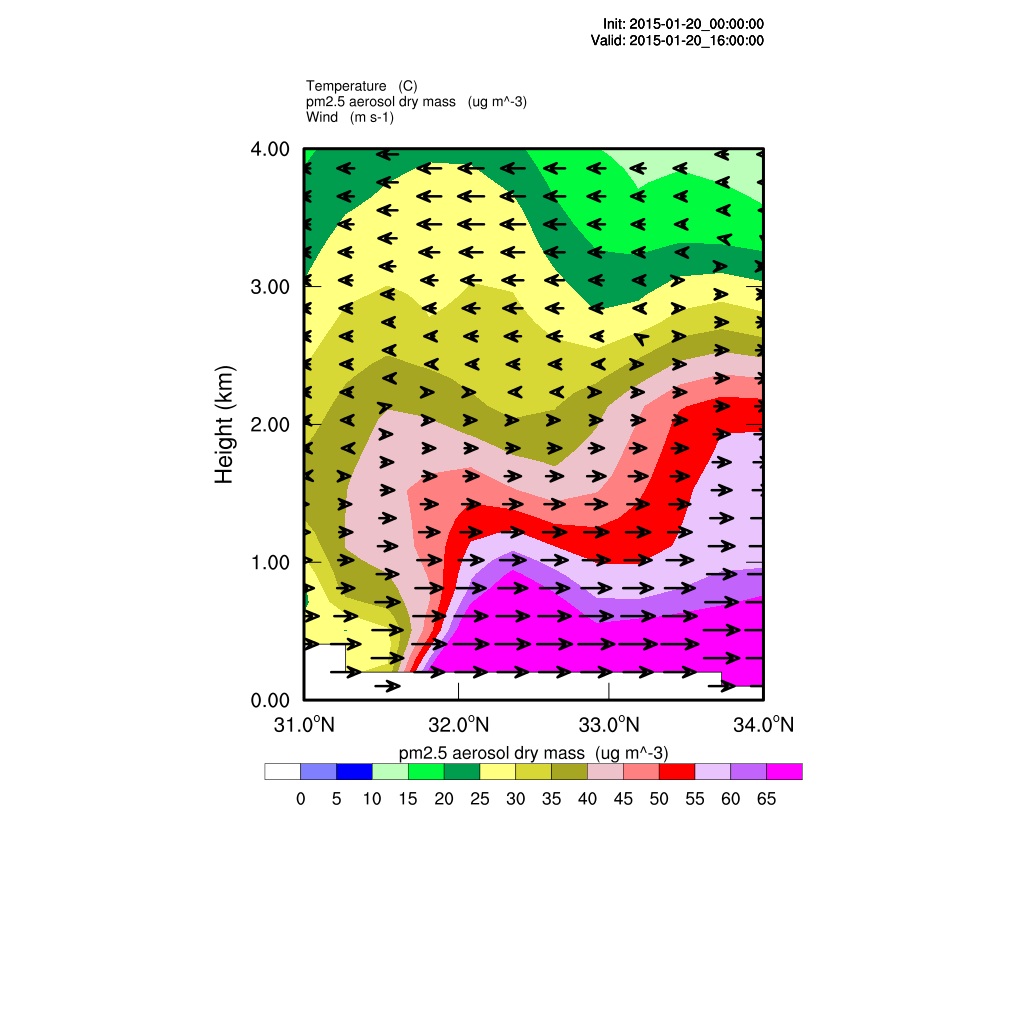 Init: 2015-01-20_00:00:00
Valid: 2015-01-20_16:00:00
Temperature (C)
pm2.5 aerosol dry mass (ug m^-3)
Wind (m s-1)
4.00
3.00
2.00
1.00
0.00
Height (km)
31.0°N 32.0°N 33.0°N 34.0°N
pm2.5 aerosol dry mass (ug m^-3)
0 5 10 15 20 25 30 35 40 45 50 55 60 65